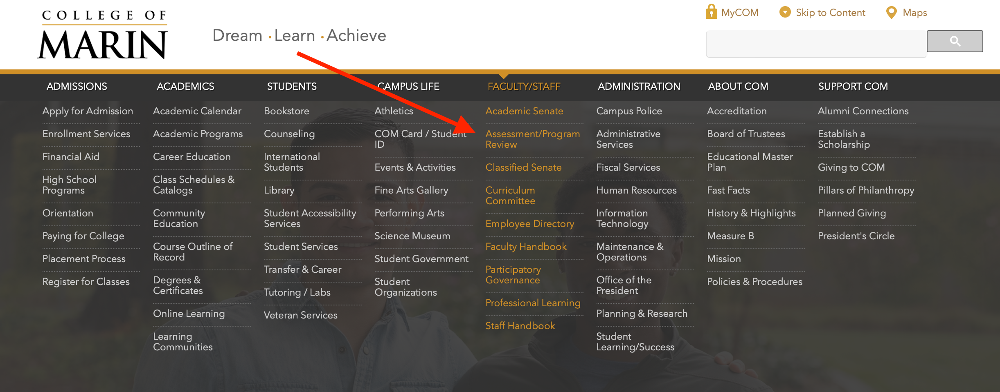 COLLEGE OF
MARIN
Dream · Learn · Achieve
MyCOM
Skip to Content
Maps
ADMISSIONS
ACADEMICS
STUDENTS
CAMPUS LIFE
FACULTY/STAFF
ADMINISTRATION
ABOUT COM
SUPPORT COM
Apply for Admission
Enrollment Services
Financial Aid
High School
Programs
Orientation
Paying for College
Placement Process
Register for Classes
Academic Calendar
Academic Programs
Career Education
Class Schedules &
Catalogs
Community
Education
Course Outline of
Record
Degrees &
Certificates
Online Learning
Learning
Communities
Bookstore
Counseling
International
Students
Library
Student Accessibility
Services
Student Services
Transfer & Career
Tutoring / Labs
Veteran Services
Athletics
COM Card / Student
ID
Events & Activities
Fine Arts Gallery
Performing Arts
Science Museum
Student Government
Student
Organizations
Academic Senate
Assessment/Program
Review
Classified Senate
Curriculum
Committee
Employee Directory
Faculty Handbook
Participatory
Governance
Professional Learning
Staff Handbook
Campus Police
Administrative
Services
Fiscal Services
Human Resources
Information
Technology
Maintenance &
Operations
Office of the
President
Planning & Research
Student
Learning/Success
Accreditation
Board of Trustees
Educational Master
Plan
Fast Facts
History & Highlights
Measure B
Mission
Policies & Procedures
Alumni Connections
Establish a
Scholarship
Giving to COM
Pillars of Philanthropy
Planned Giving
President's Circle